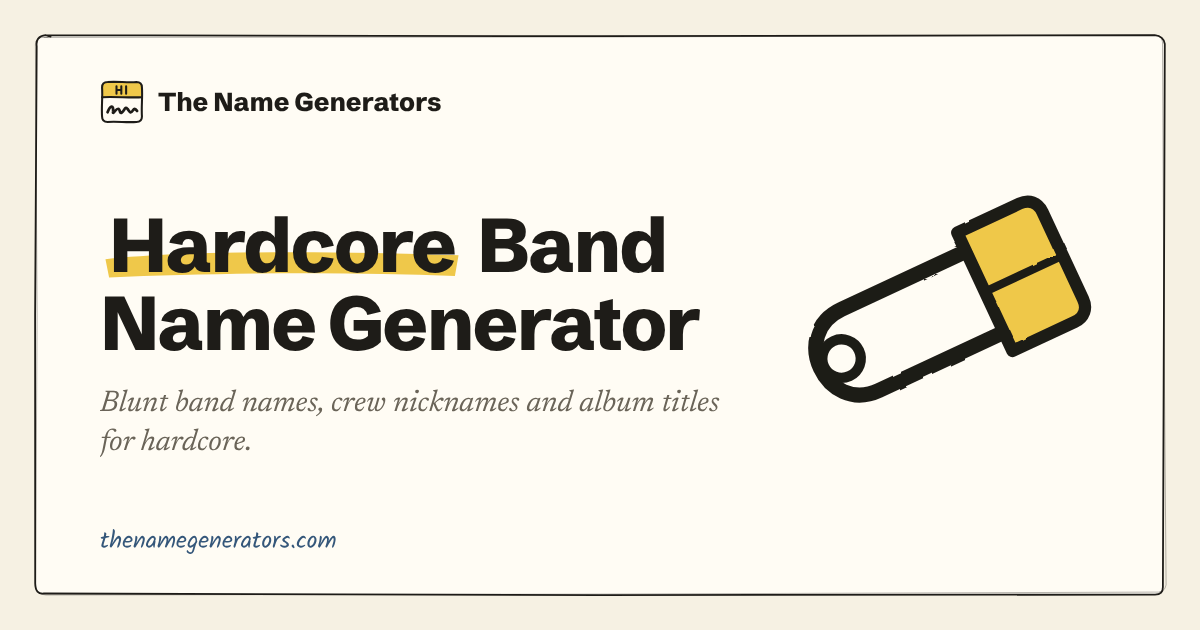 HI
The Name Generators
Hardcore Band
Name Generator
Blunt band names, crew nicknames and album titles
for hardcore.
thenamegenerators.com